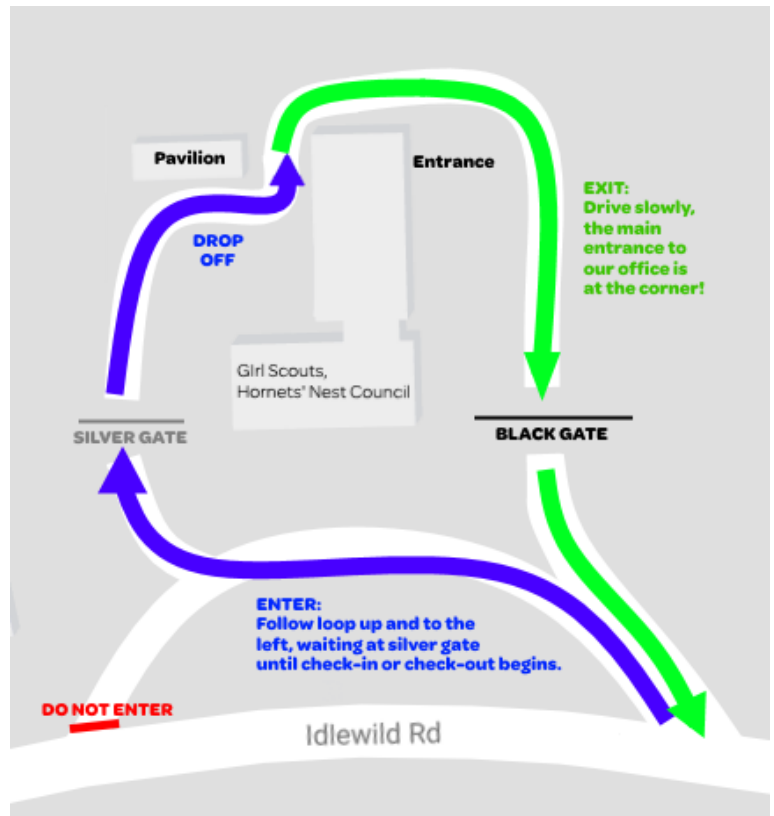 Pavilion
Entrance
EXIT:
Drive slowly,
the main
entrance to
our office is
at the corner!
DROP
OFF
GIrl Scouts,
Hornets' Nest Council
SILVER GATE
BLACK GATE
ENTER:
Follow loop up and to the
left, waiting at silver gate
until check-in or check-out begins.
DO NOT ENTER
Idlewild Rd